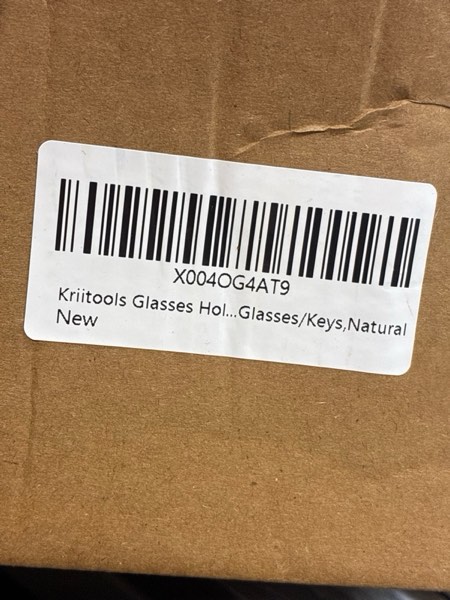 X004OG4AT9
Kriitools Glasses Hol...Glasses/Keys,Natural
New